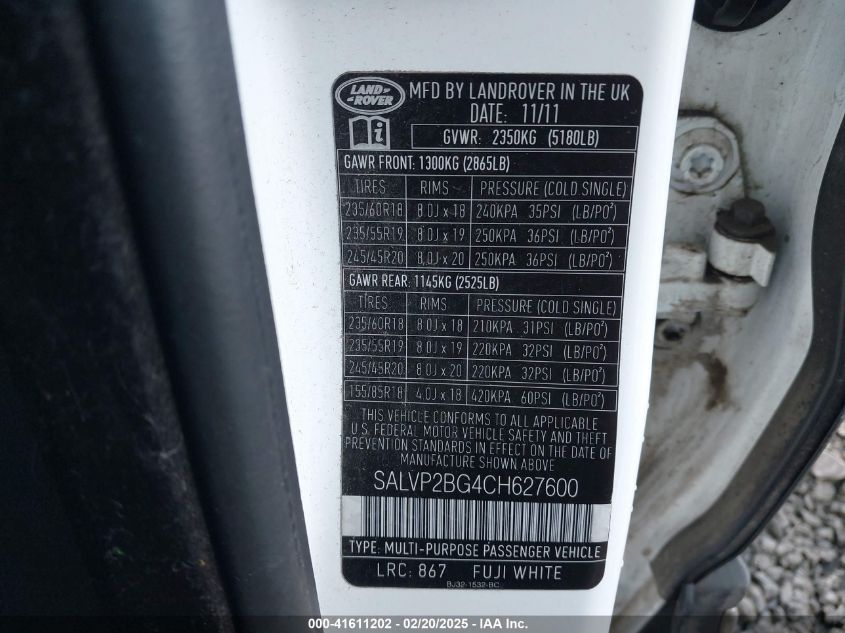 LAND-
-ROVER
MFD BY LANDROVER IN THE UK
DATE: 11/11
GVWR: 2350KG (5180LB)
GAWR FRONT: 1300KG (2865LB)
TIRES RIMS PRESSURE (COLD SINGLE)
235/60R18 8.0J x 18 240KPA 35PSI (LB/PO²)
235/55R19 8.0J x 19 250KPA 36PSI (LB/PO²)
245/45R20 8.0J x 20 250KPA 36PSI (LB/PO²)
GAWR REAR: 1145KG (2525LB)
TIRES RIMS PRESSURE (COLD SINGLE)
235/60R18 8.0J x 18 210KPA 31PSI (LB/PO²)
235/55R19 8.0J x 19 220KPA 32PSI (LB/PO²)
245/45R20 8.0J x 20 220KPA 32PSI (LB/PO²)
155/85R18 4.0J x 18 420KPA 60PSI (LB/PO²)
THIS VEHICLE CONFORMS TO ALL APPLICABLE
U.S. FEDERAL MOTOR VEHICLE SAFETY AND THEFT
PREVENTION STANDARDS IN EFFECT ON THE DATE OF
MANUFACTURE SHOWN ABOVE
SALVP2BG4CH627600
TYPE: MULTI-PURPOSE PASSENGER VEHICLE
LRC: 867 FUJI WHITE
BJ32-1532-BC
000-41611202 - 02/20/2025 - IAA Inc.